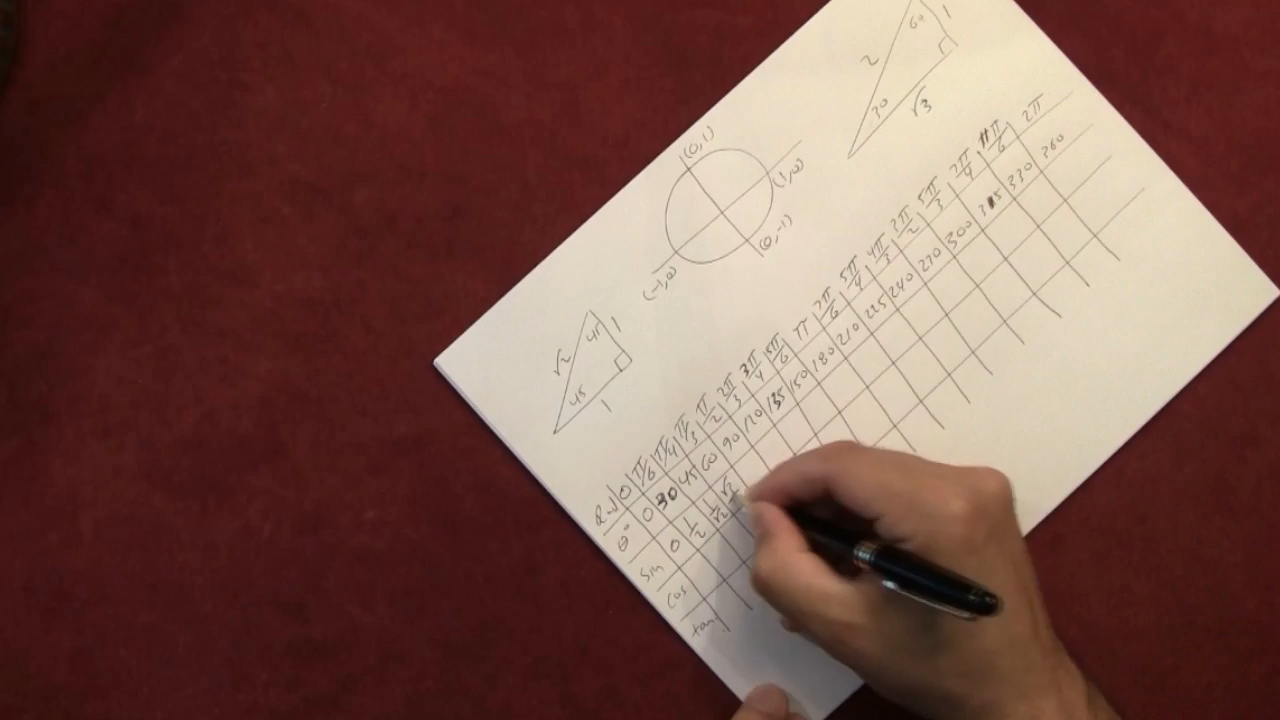 2
60
1
30
√3
(0,1)
(1,0)
(-1,0)
(0,-1)
√2
45
1
45
1
Rad 0 π/6 π/4 π/3 π/2 2π/3 3π/4 5π/6 π 7π/6 5π/4 4π/3 3π/2 5π/3 7π/4 11π/6 2π
θ° 0 30 45 60 90 120 135 150 180 210 225 240 270 300 315 330 360
sin 0 1/2 1/√2
cos
tan